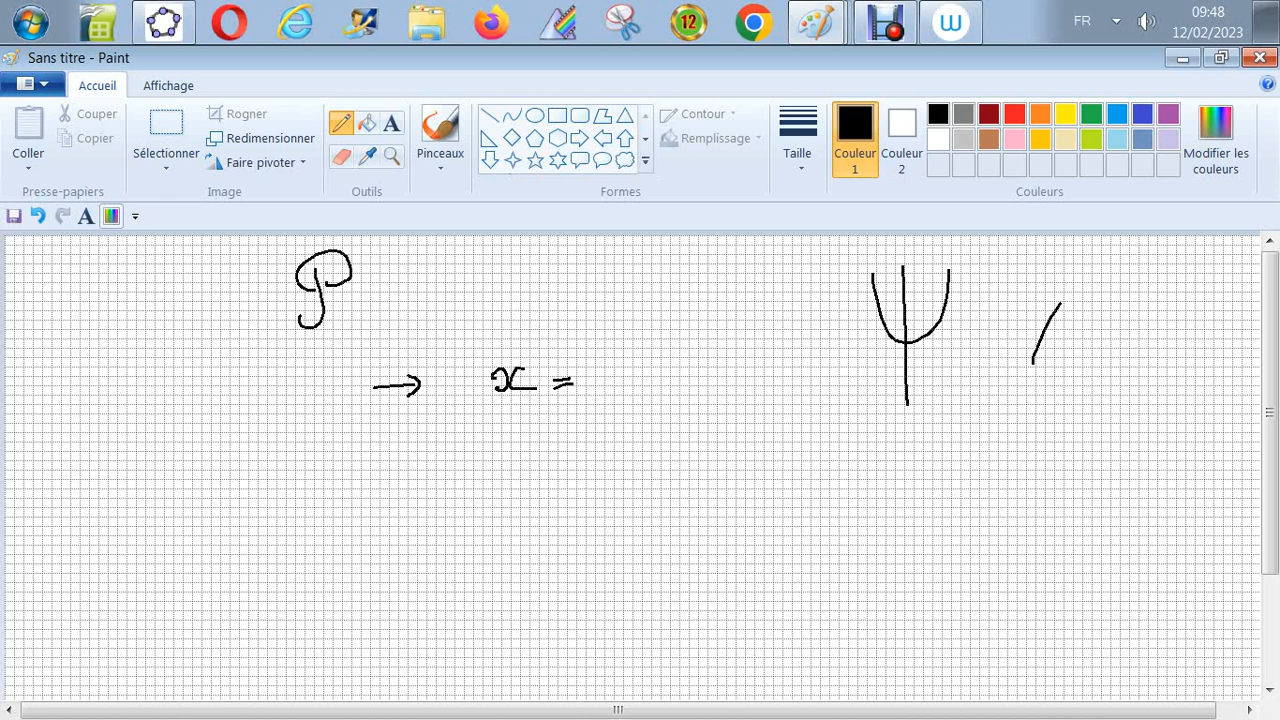 12
W
FR
09:48
12/02/2023
Sans titre - Paint
Accueil Affichage
Coller
Couper
Copier
Presse-papiers
Sélectionner
Rogner
Redimensionner
Faire pivoter
Image
A
Outils
Pinceaux
Contour
Remplissage
Formes
Taille
Couleur 1
Couleur 2
Modifier les couleurs
Couleurs
A
P
ψ /
→ x =